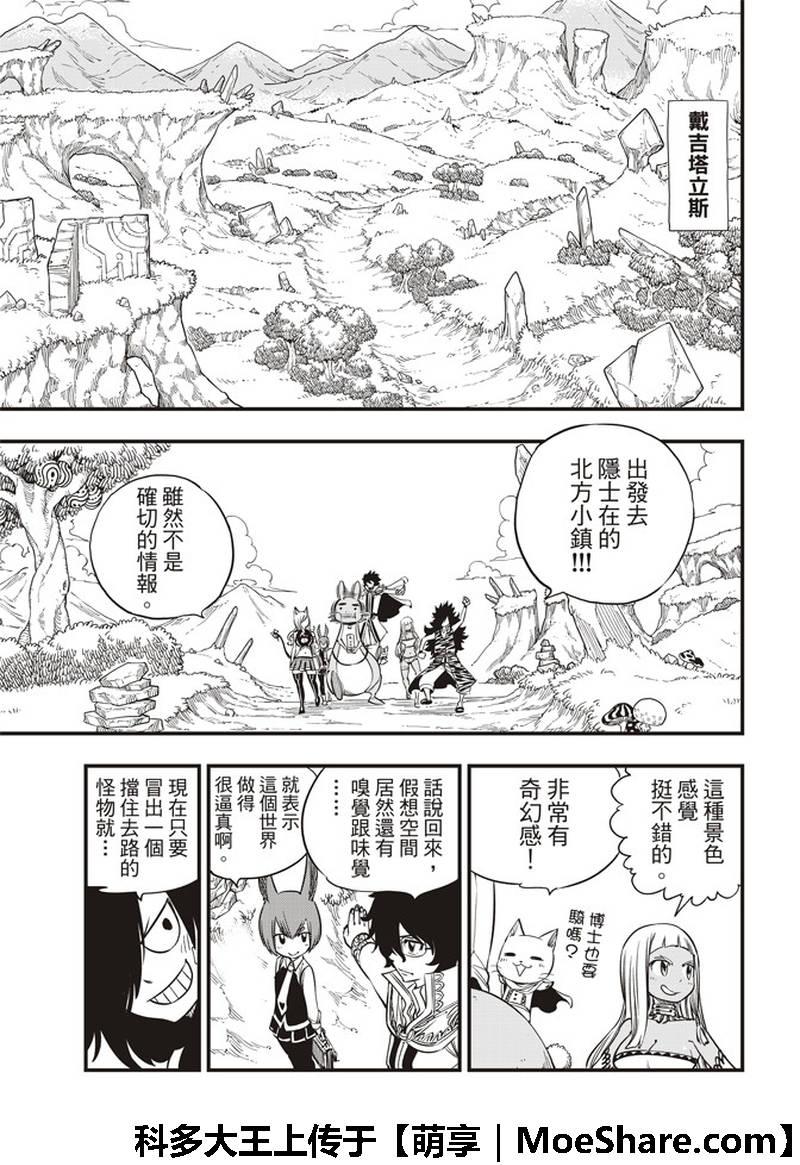 戴吉塔立斯
出發去
隱士在的
北方小鎮!!!
雖然不是
確切的情報。
這種景色
感覺
挺不錯的。
非常有
奇幻感！
博士也要
騎嗎？
話說回來，
假想空間
居然還有
嗅覺跟味覺
……
就表示
這個世界
做得
很逼真啊。
現在只要
冒出一個
擋住去路的
怪物就…
科多大王上传于【萌享 | MoeShare.com】